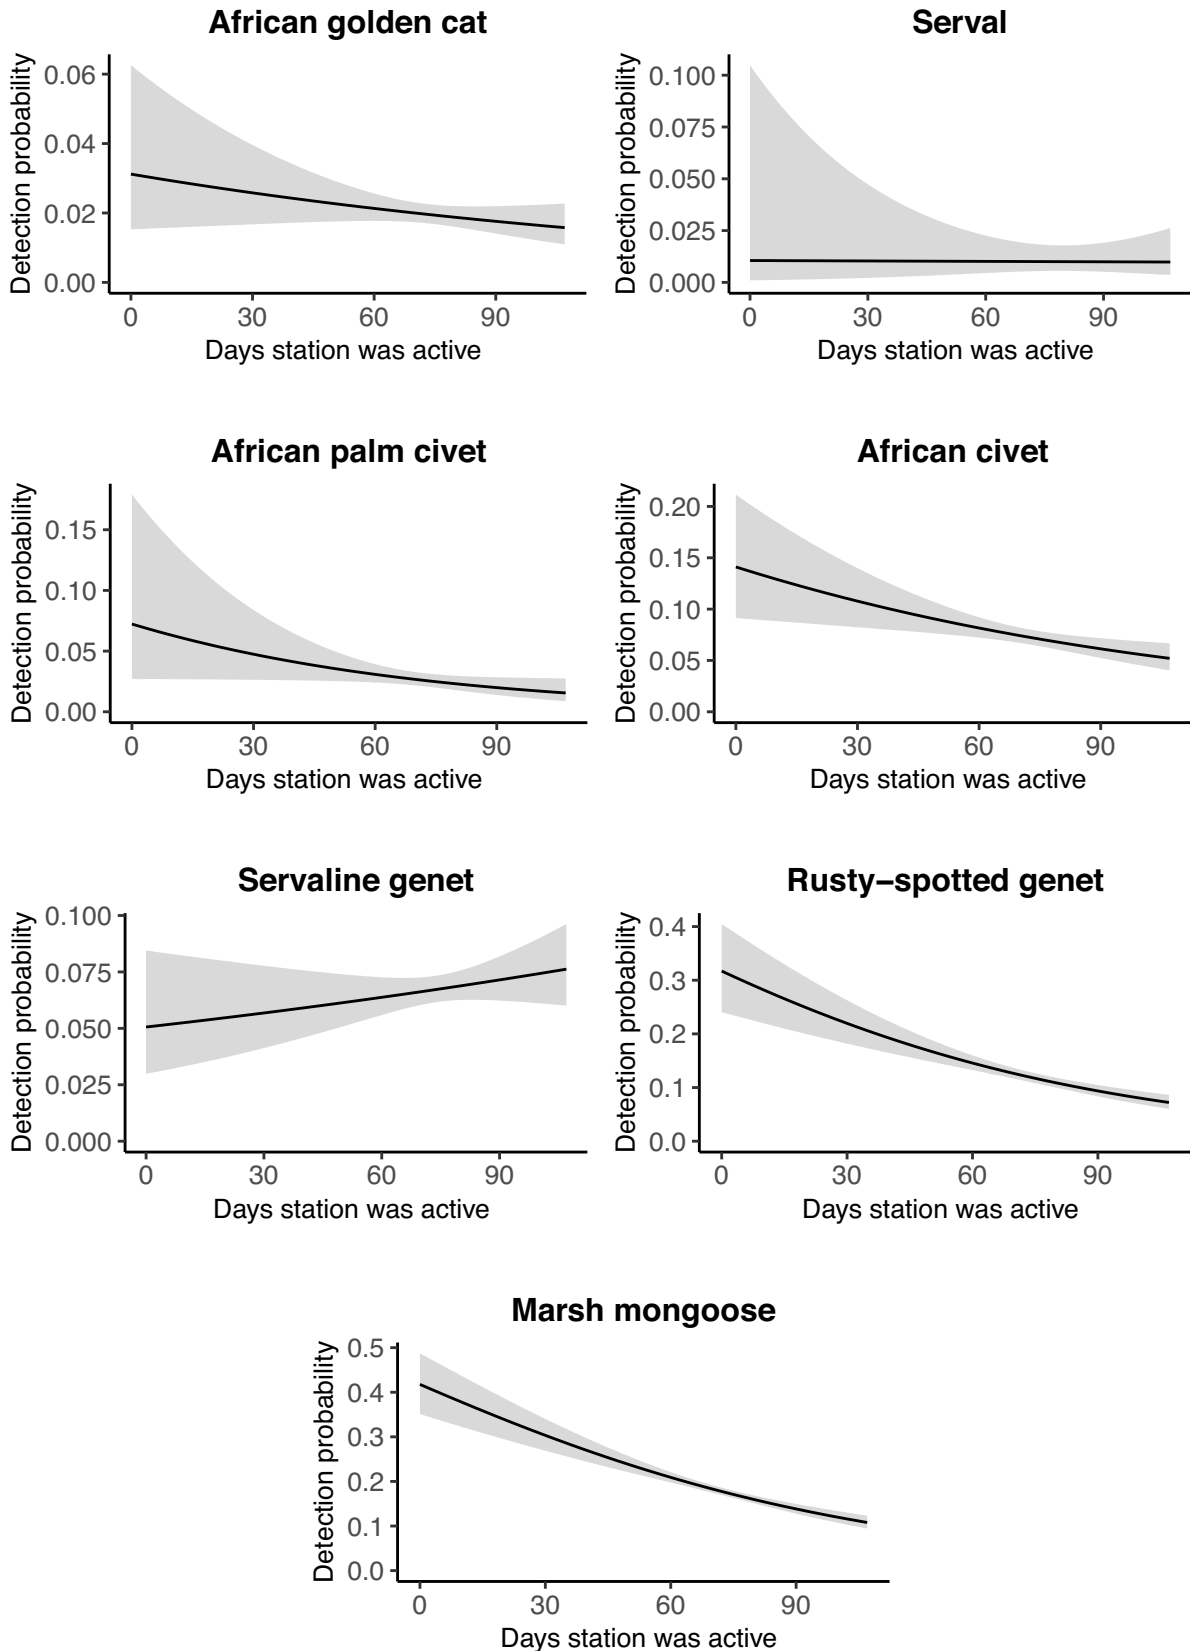 African golden cat
Detection probability
0.06
0.04
0.02
0.00
0 30 60 90
Days station was active
Serval
Detection probability
0.100
0.075
0.050
0.025
0.000
0 30 60 90
Days station was active
African palm civet
Detection probability
0.15
0.10
0.05
0.00
0 30 60 90
Days station was active
African civet
Detection probability
0.20
0.15
0.10
0.05
0.00
0 30 60 90
Days station was active
Servaline genet
Detection probability
0.100
0.075
0.050
0.025
0.000
0 30 60 90
Days station was active
Rusty−spotted genet
Detection probability
0.4
0.3
0.2
0.1
0.0
0 30 60 90
Days station was active
Marsh mongoose
Detection probability
0.5
0.4
0.3
0.2
0.1
0.0
0 30 60 90
Days station was active